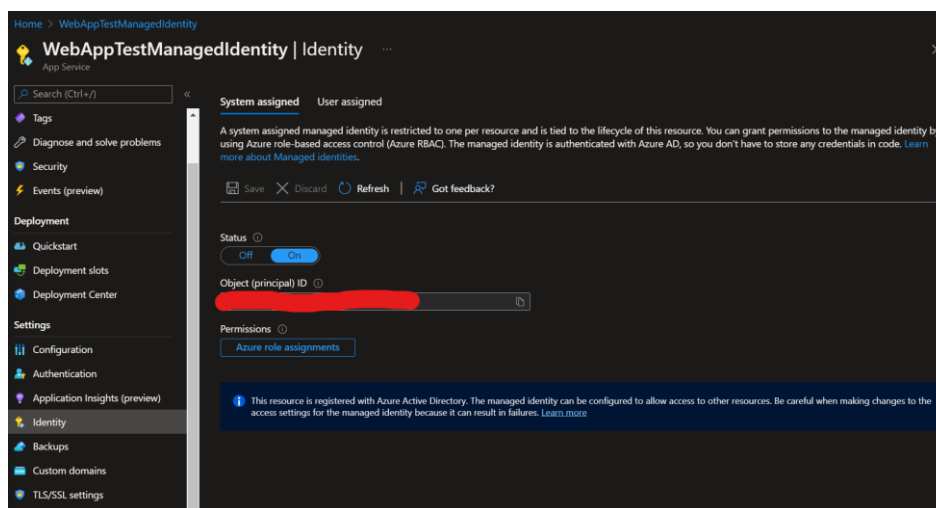 Home > WebAppTestManagedIdentity
WebAppTestManagedIdentity | Identity ...
App Service
Search (Ctrl+/)
«
Tags
Diagnose and solve problems
Security
Events (preview)
Deployment
Quickstart
Deployment slots
Deployment Center
Settings
Configuration
Authentication
Application Insights (preview)
Identity
Backups
Custom domains
TLS/SSL settings
System assigned User assigned
A system assigned managed identity is restricted to one per resource and is tied to the lifecycle of this resource. You can grant permissions to the managed identity b
using Azure role-based access control (Azure RBAC). The managed identity is authenticated with Azure AD, so you don't have to store any credentials in code. Learn
more about Managed identities.
Save Discard Refresh | Got feedback?
Status
Off On
Object (principal) ID
Permissions
Azure role assignments
This resource is registered with Azure Active Directory. The managed identity can be configured to allow access to other resources. Be careful when making changes to the
access settings for the managed identity because it can result in failures. Learn more